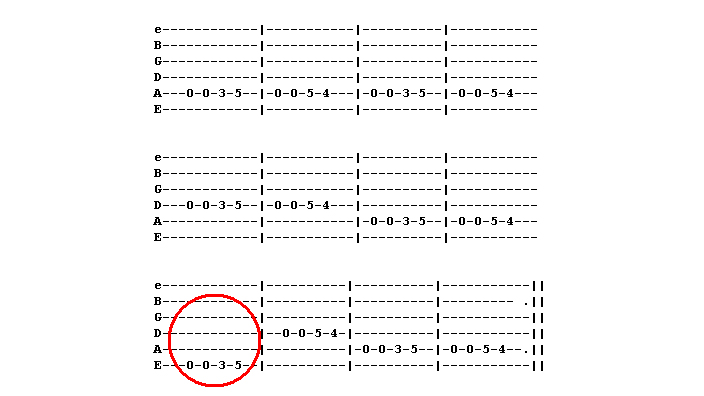 e------------|-----------|----------|-----------
B------------|-----------|----------|-----------
G------------|-----------|----------|-----------
D------------|-----------|----------|-----------
A---0-0-3-5--|-0-0-5-4---|-0-0-3-5--|-0-0-5-4---
E------------|-----------|----------|-----------
e------------|-----------|----------|-----------
B------------|-----------|----------|-----------
G------------|-----------|----------|-----------
D---0-0-3-5--|-0-0-5-4---|----------|-----------
A------------|-----------|-0-0-3-5--|-0-0-5-4---
E------------|-----------|----------|-----------
e------------|----------|----------|-----------||
B------------|----------|----------|--------- .||
G------------|----------|----------|-----------||
D------------| -0-0-5-4-|----------|-----------||
A------------|----------|-0-0-3-5--|-0-0-5-4--.||
E---0-0-3-5--|----------|----------|-----------||